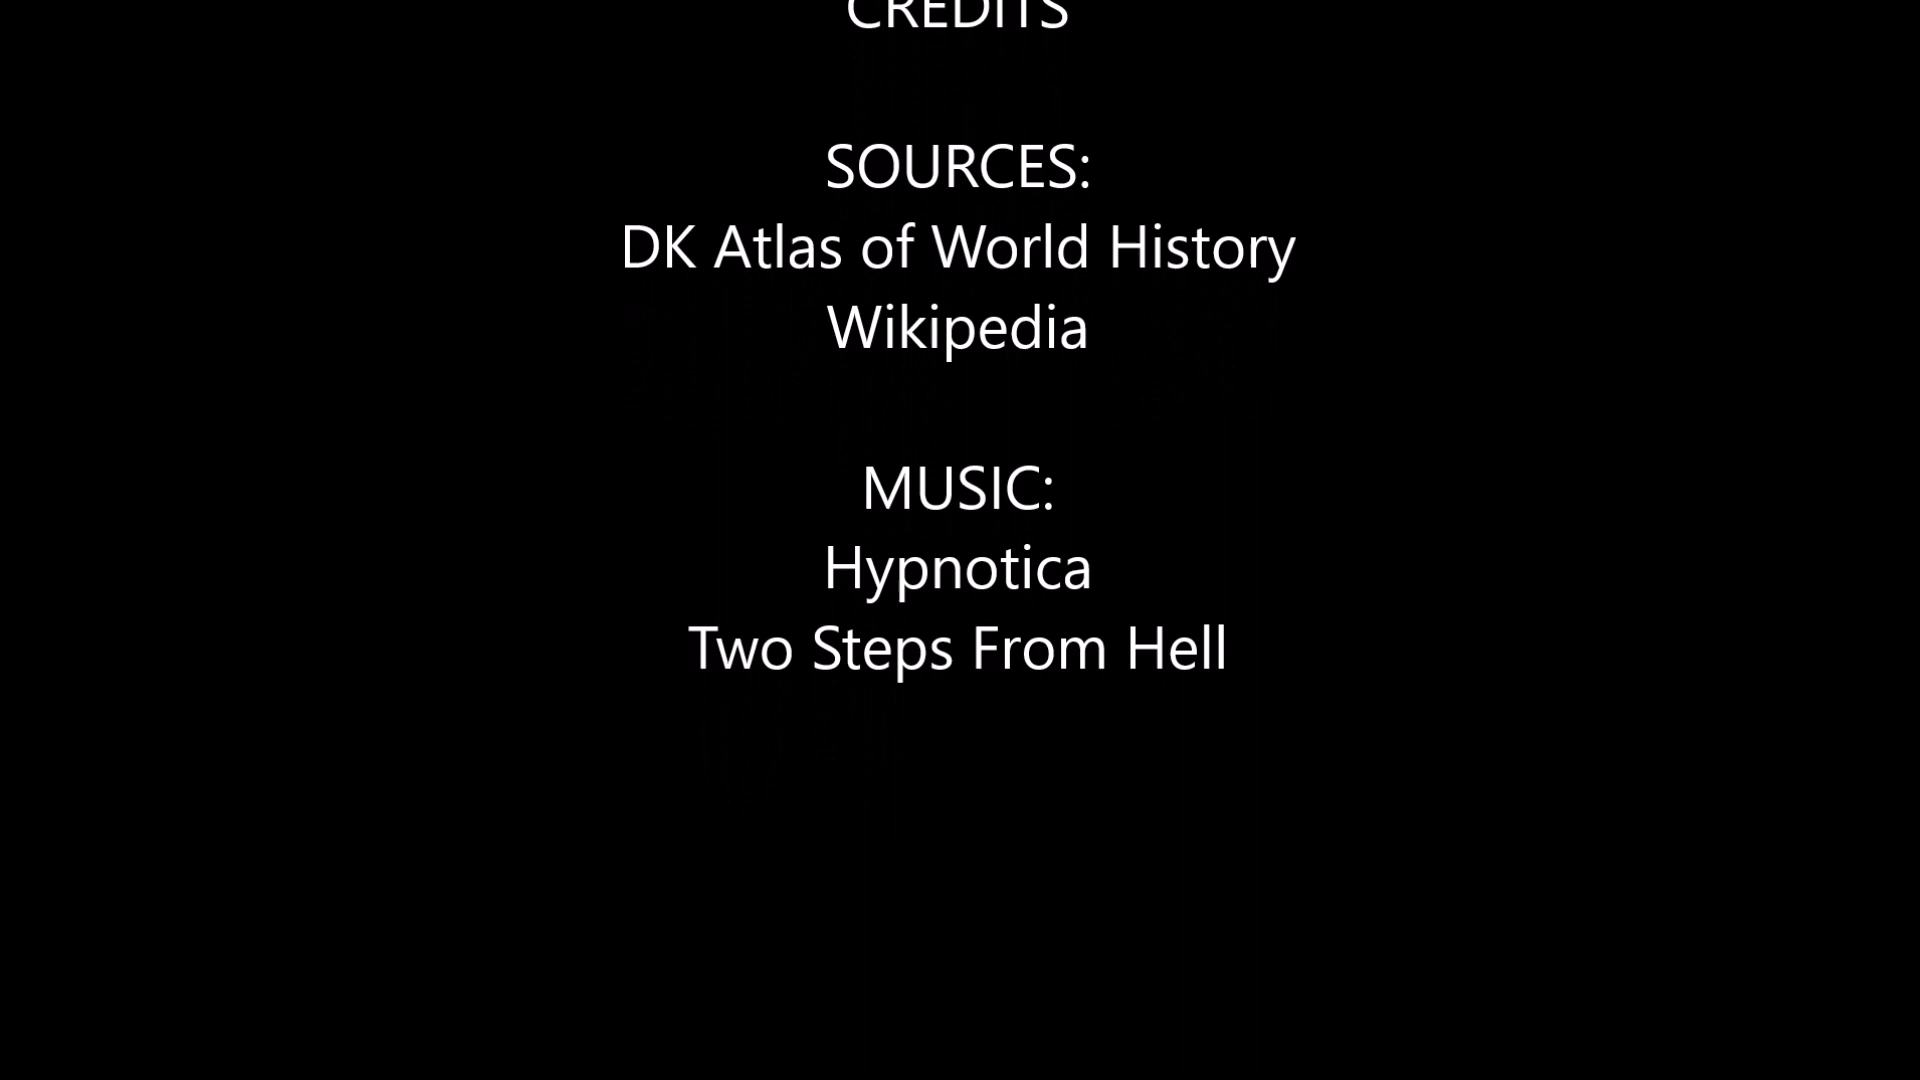 CREDITS
SOURCES:
DK Atlas of World History
Wikipedia
MUSIC:
Hypnotica
Two Steps From Hell